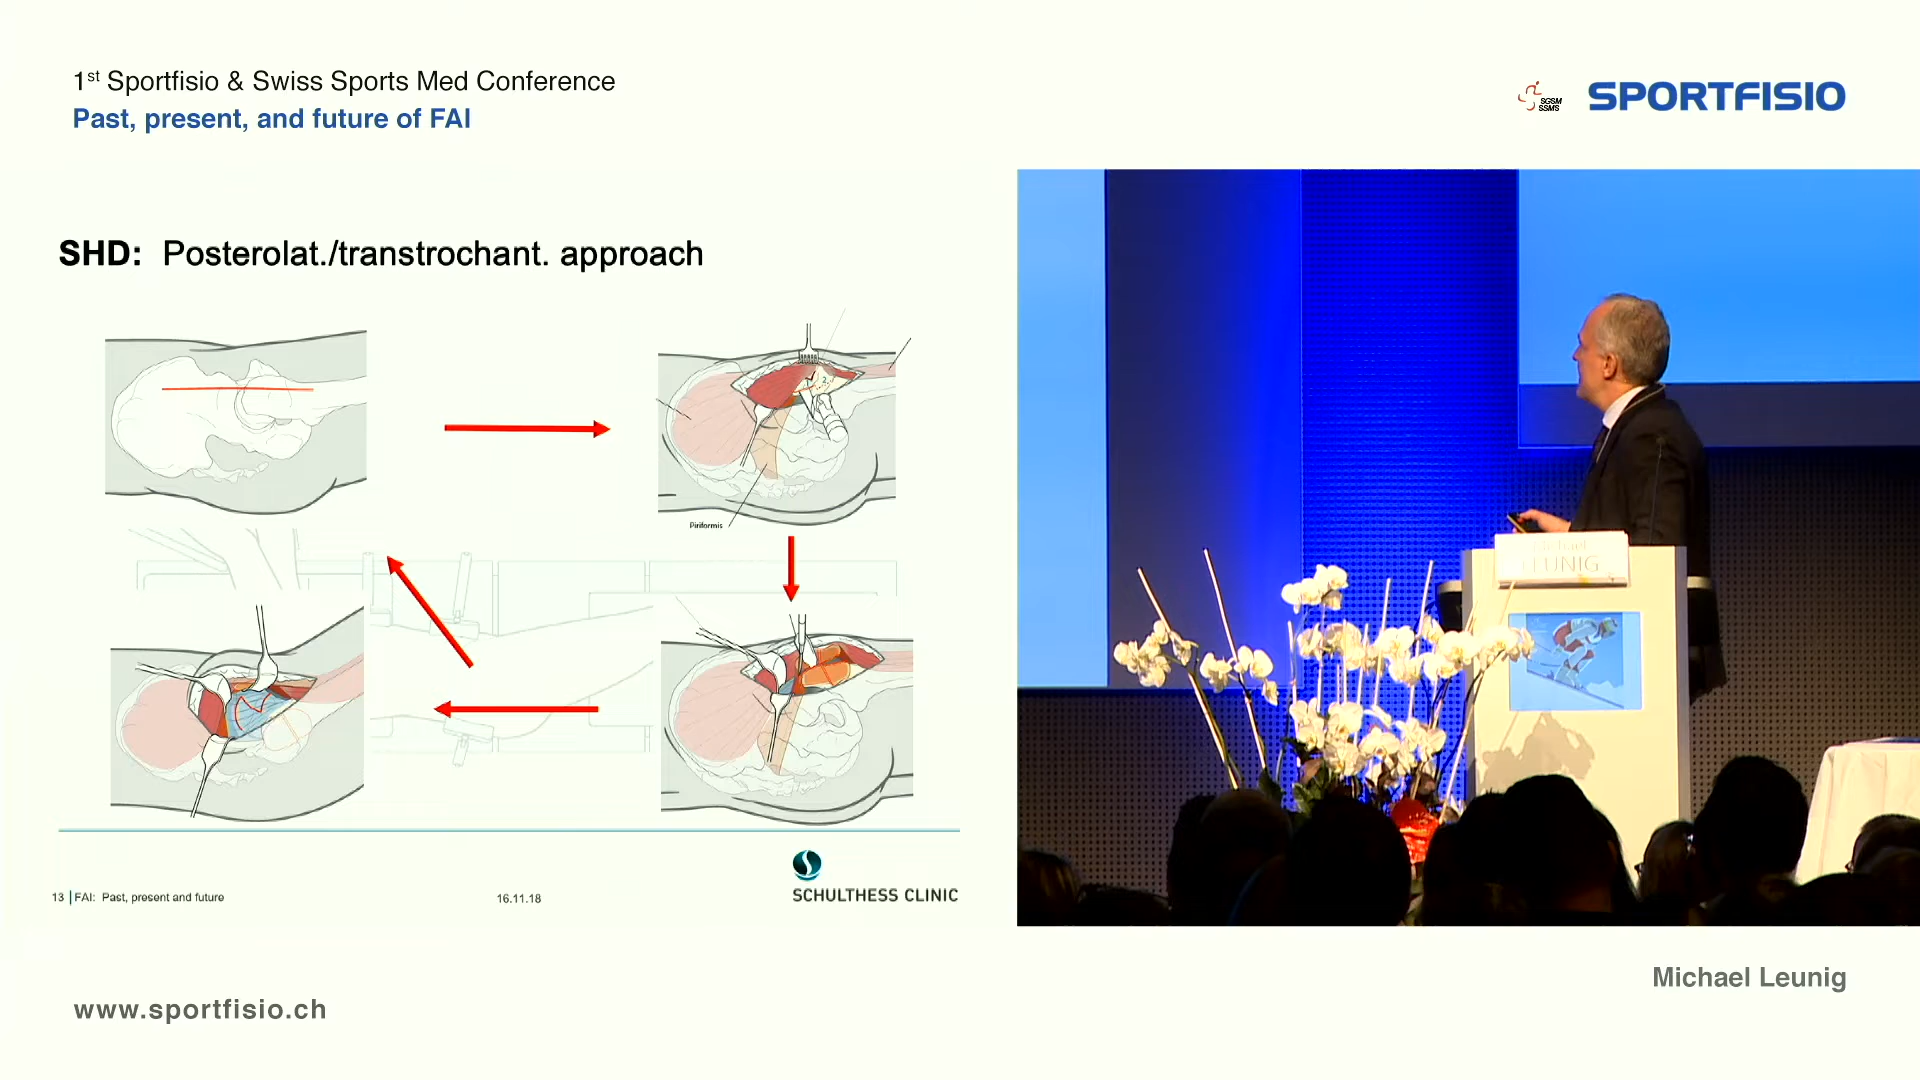 1st Sportfisio & Swiss Sports Med Conference
Past, present, and future of FAI
SGSM
SSMS
SPORTFISIO
SHD: Posterolat./transtrochant. approach
Piriformis
LEUNIG
13 | FAI: Past, present and future
16.11.18
SCHULTHESS CLINIC
Michael Leunig
www.sportfisio.ch